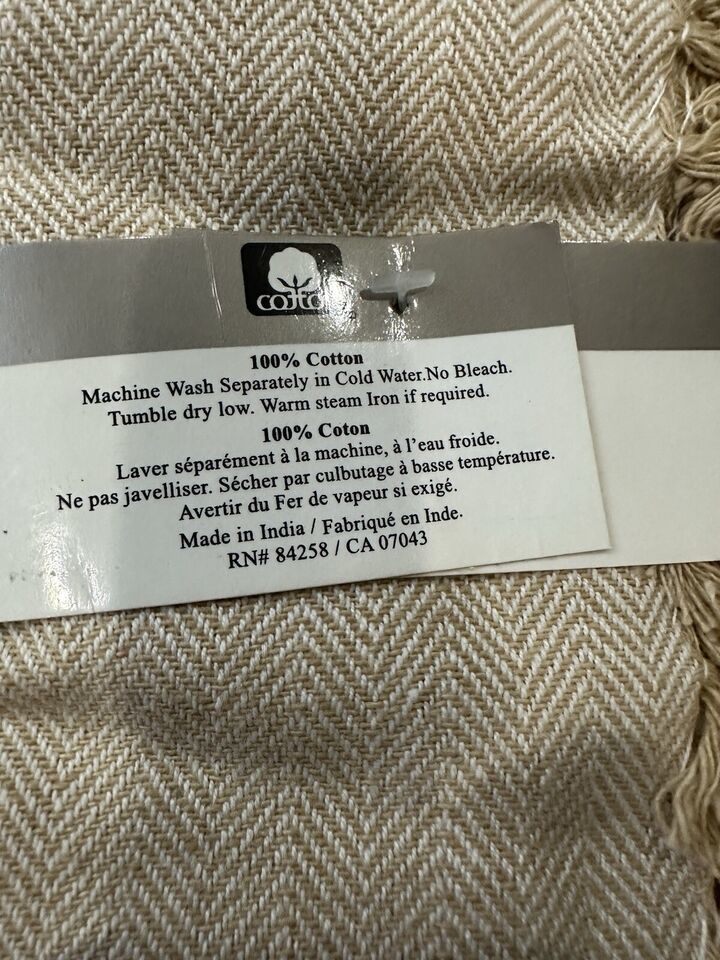 cotton
100% Cotton
Machine Wash Separately in Cold Water.No Bleach.
Tumble dry low. Warm steam Iron if required.
100% Coton
Laver séparément à la machine, à l'eau froide.
Ne pas javelliser. Sécher par culbutage à basse température.
Avertir du Fer de vapeur si exigé.
Made in India / Fabriqué en Inde.
RN# 84258 / CA 07043